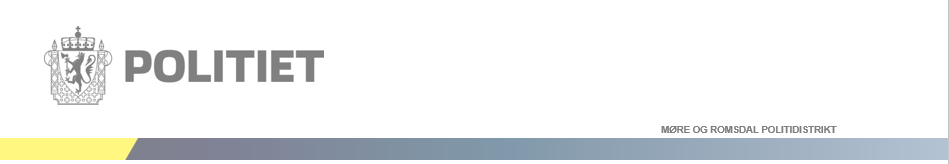 POLITIET
MØRE OG ROMSDAL POLITIDISTRIKT